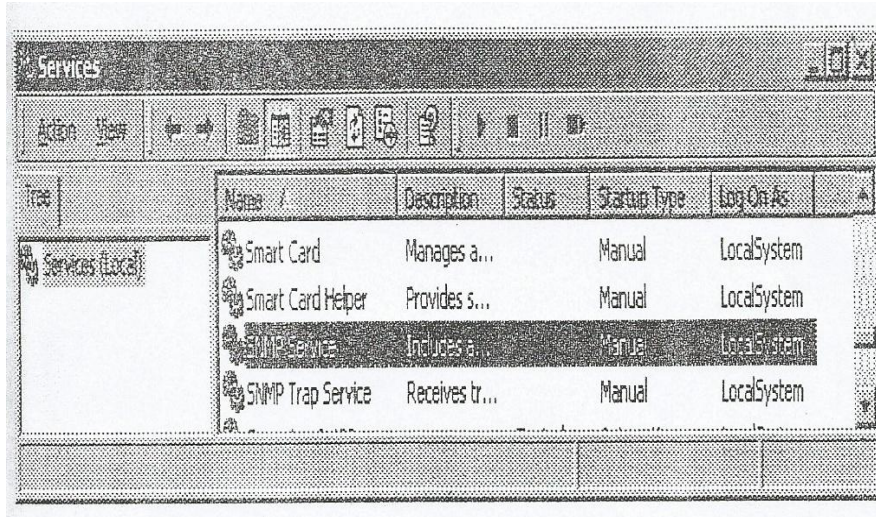 Services
Action View
Tree
Name / Description Status Startup Type Log On As
Services (Local)
Smart Card Manages a... Manual LocalSystem
Smart Card Helper Provides s... Manual LocalSystem
SNMP Service Includes a... Manual LocalSystem
SNMP Trap Service Receives tr... Manual LocalSystem